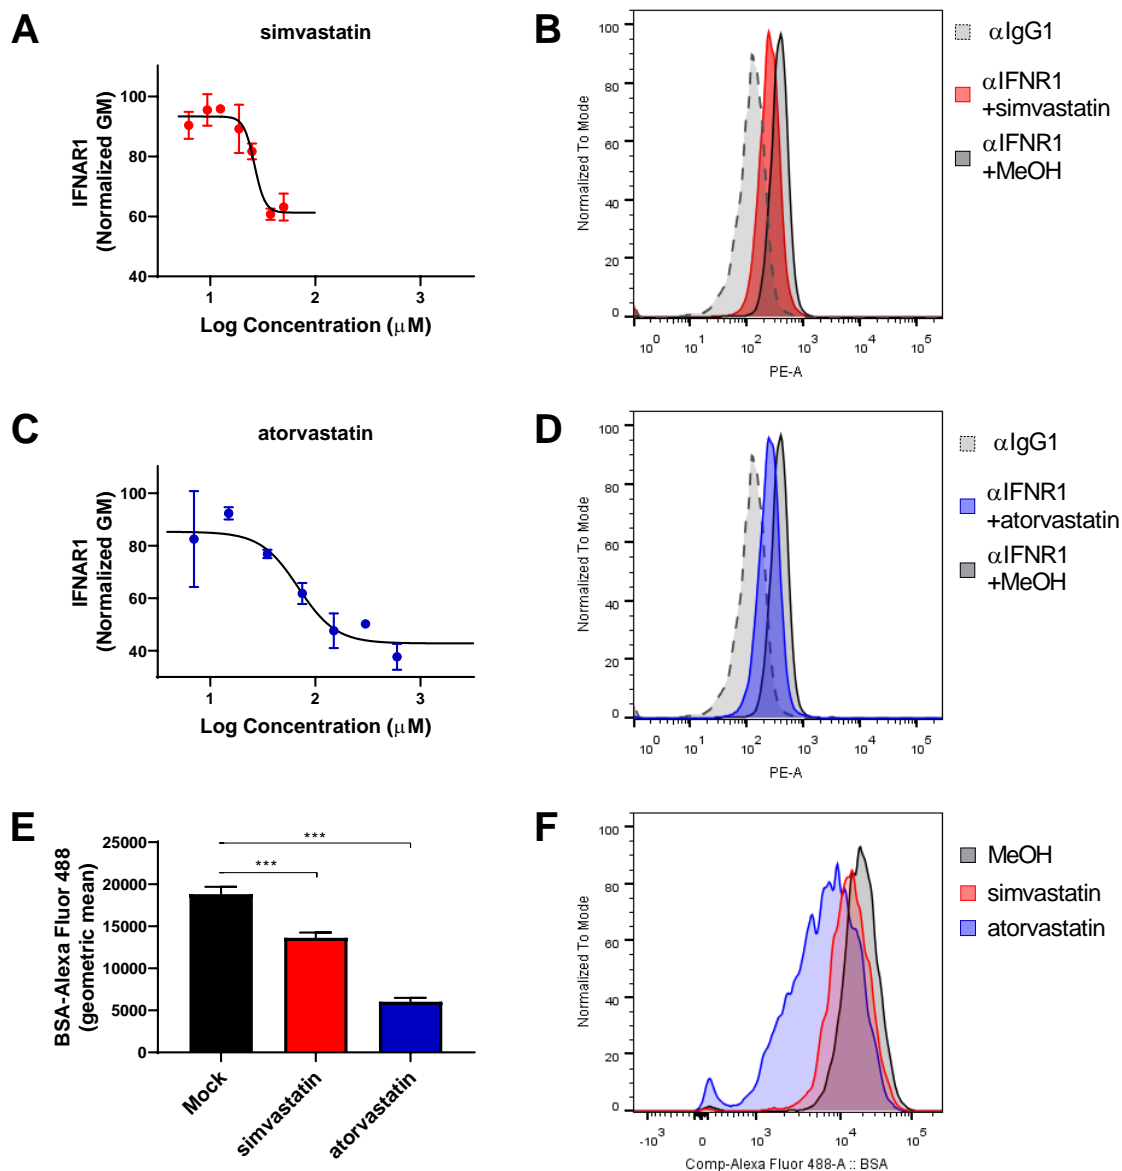 A
simvastatin
IFNAR1
(Normalized GM)
100
80
60
40
1
2
3
Log Concentration (μM)
B
Normalized To Mode
100
80
60
40
20
0
10^0
10^1
10^2
10^3
10^4
10^5
PE-A
αIgG1
αIFNR1
+simvastatin
αIFNR1
+MeOH
C
atorvastatin
IFNAR1
(Normalized GM)
100
80
60
40
1
2
3
Log Concentration (μM)
D
Normalized To Mode
100
80
60
40
20
0
10^0
10^1
10^2
10^3
10^4
10^5
PE-A
αIgG1
αIFNR1
+atorvastatin
αIFNR1
+MeOH
E
BSA-Alexa Fluor 488
(geometric mean)
25000
20000
15000
10000
5000
0
***
***
Mock
simvastatin
atorvastatin
F
Normalized To Mode
100
80
60
40
20
0
-10^3
0
10^3
10^4
10^5
Comp-Alexa Fluor 488-A :: BSA
MeOH
simvastatin
atorvastatin